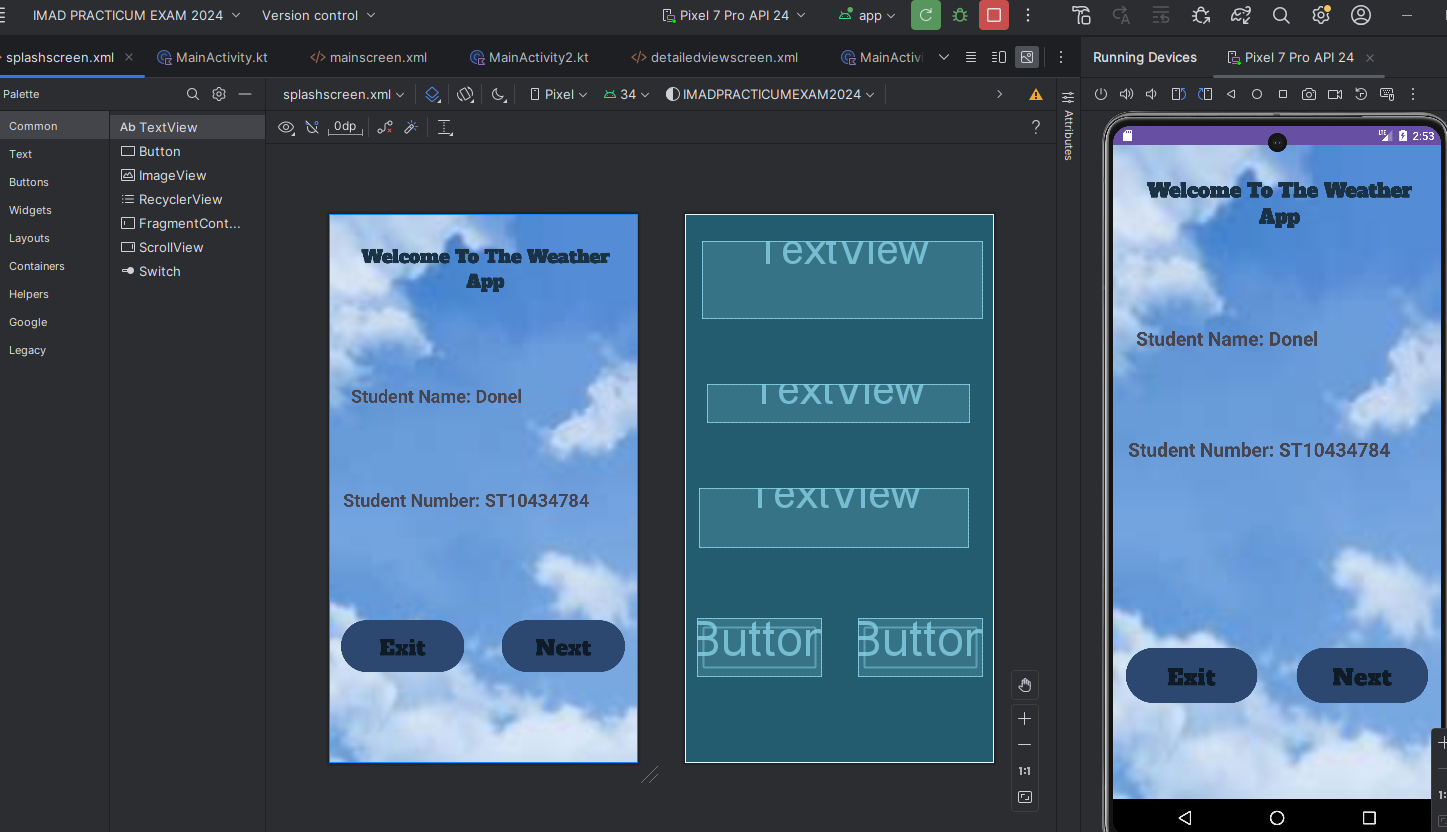 IMAD PRACTICUM EXAM 2024 Version control Pixel 7 Pro API 24 app
splashscreen.xml MainActivity.kt mainscreen.xml MainActivity2.kt detailedviewscreen.xml MainActivi Running Devices Pixel 7 Pro API 24
Palette splashscreen.xml Pixel 34 IMADPRACTICUMEXAM2024
0dp ?
Common
Text
Buttons
Widgets
Layouts
Containers
Helpers
Google
Legacy
Ab TextView
Button
ImageView
RecyclerView
FragmentCont...
ScrollView
Switch
Welcome To The Weather
App
Student Name: Donel
Student Number: ST10434784
Exit Next
TextView
TextView
TextView
Button Button
1:1
Attributes
LTE 2:53
Welcome To The Weather
App
Student Name: Donel
Student Number: ST10434784
Exit Next
1: